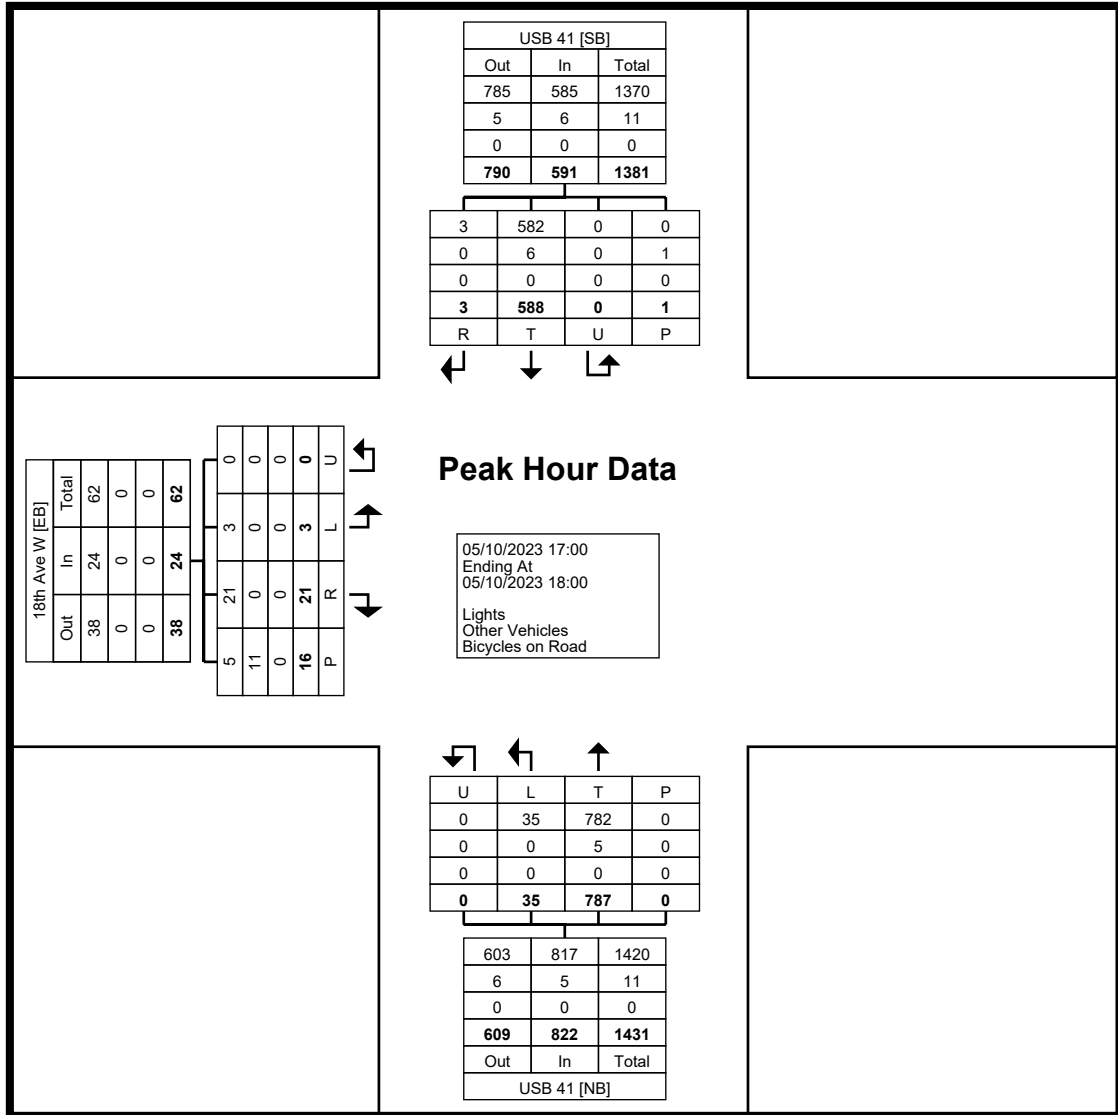 USB 41 [SB]
Out In Total
785 585 1370
5 6 11
0 0 0
790 591 1381
3 582 0 0
0 6 0 1
0 0 0 0
3 588 0 1
R T U P
18th Ave W [EB]
Out In Total
38 24 62
0 0 0
0 0 0
38 24 62
5 21 3 0
11 0 0 0
0 0 0 0
16 21 3 0
P R L U
Peak Hour Data
05/10/2023 17:00
Ending At
05/10/2023 18:00
Lights
Other Vehicles
Bicycles on Road
U L T P
0 35 782 0
0 0 5 0
0 0 0 0
0 35 787 0
603 817 1420
6 5 11
0 0 0
609 822 1431
Out In Total
USB 41 [NB]